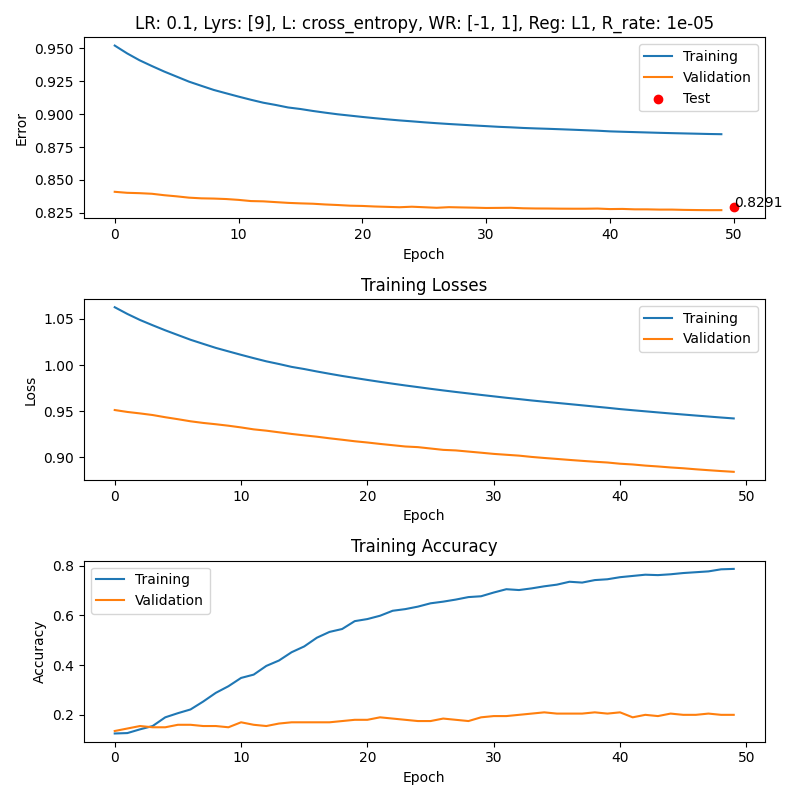 LR: 0.1, Lyrs: [9], L: cross_entropy, WR: [-1, 1], Reg: L1, R_rate: 1e-05
0.950
0.925
0.900
0.875
0.850
0.825
Error
Training
Validation
Test
0.8291
0 10 20 30 40 50
Epoch
Training Losses
1.05
1.00
0.95
0.90
Loss
Training
Validation
0 10 20 30 40 50
Epoch
Training Accuracy
0.8
0.6
0.4
0.2
Accuracy
Training
Validation
0 10 20 30 40 50
Epoch